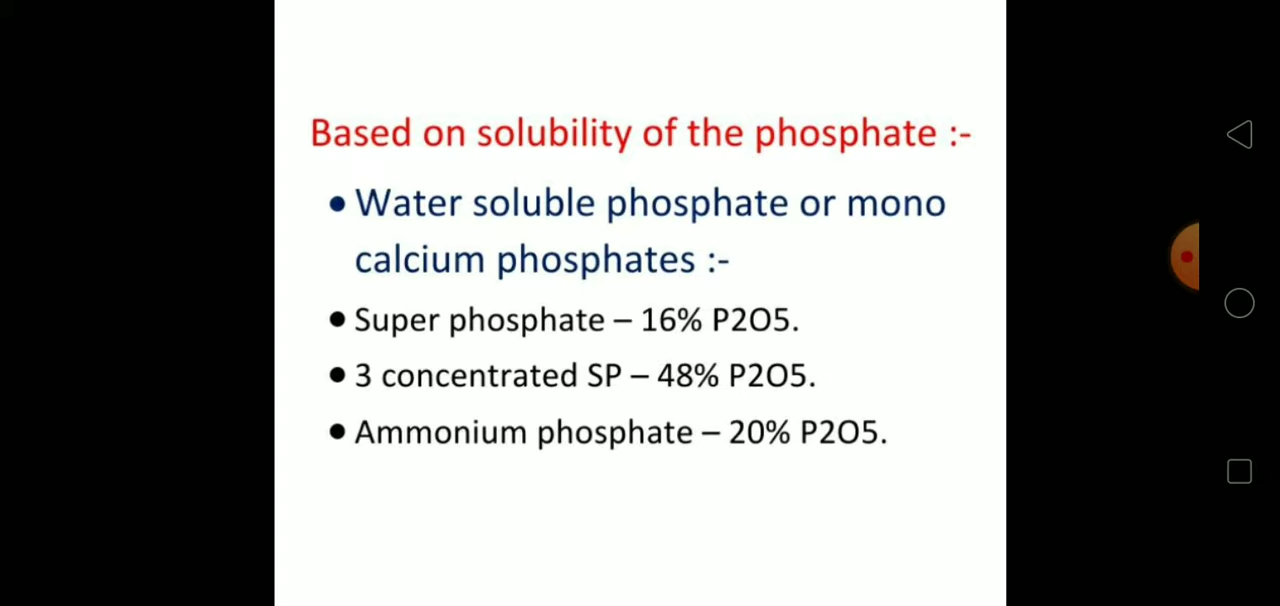 Based on solubility of the phosphate :-
• Water soluble phosphate or mono
calcium phosphates :-
• Super phosphate – 16% P2O5.
• 3 concentrated SP – 48% P2O5.
• Ammonium phosphate – 20% P2O5.